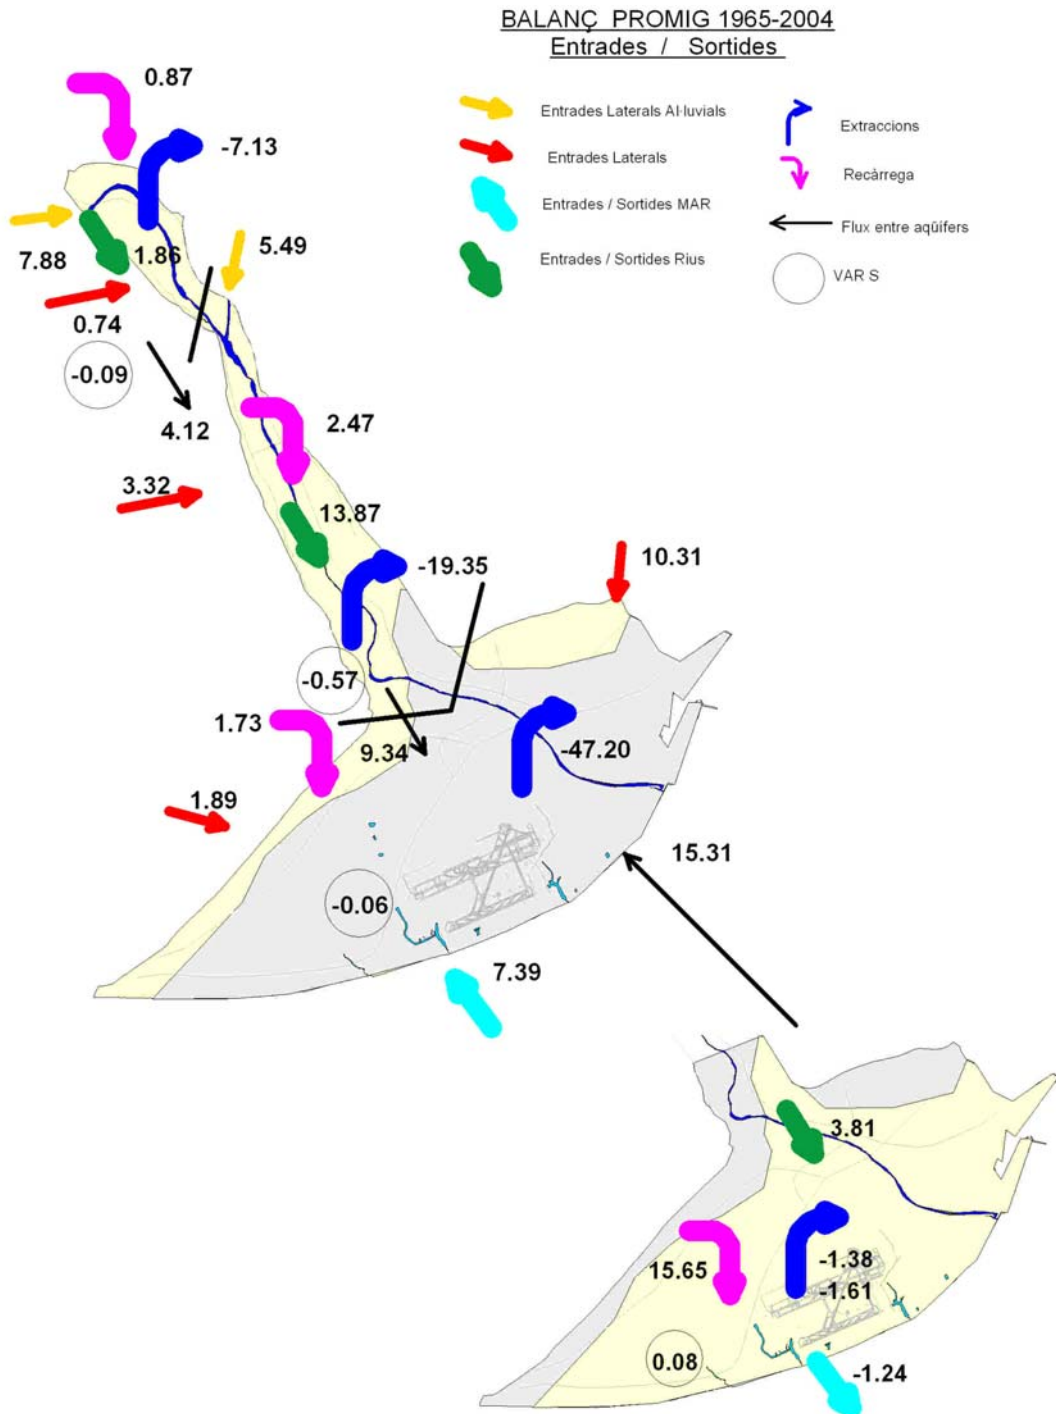 BALANÇ PROMIG 1965-2004
Entrades / Sortides
Entrades Laterals Al·luvials
Entrades Laterals
Entrades / Sortides MAR
Entrades / Sortides Rius
Extraccions
Recàrrega
Flux entre aqüífers
VAR S
0.87
-7.13
5.49
7.88
1.86
0.74
-0.09
4.12
2.47
3.32
13.87
-19.35
10.31
-0.57
1.73
9.34
-47.20
1.89
15.31
-0.06
7.39
3.81
15.65
-1.38
-1.61
0.08
-1.24